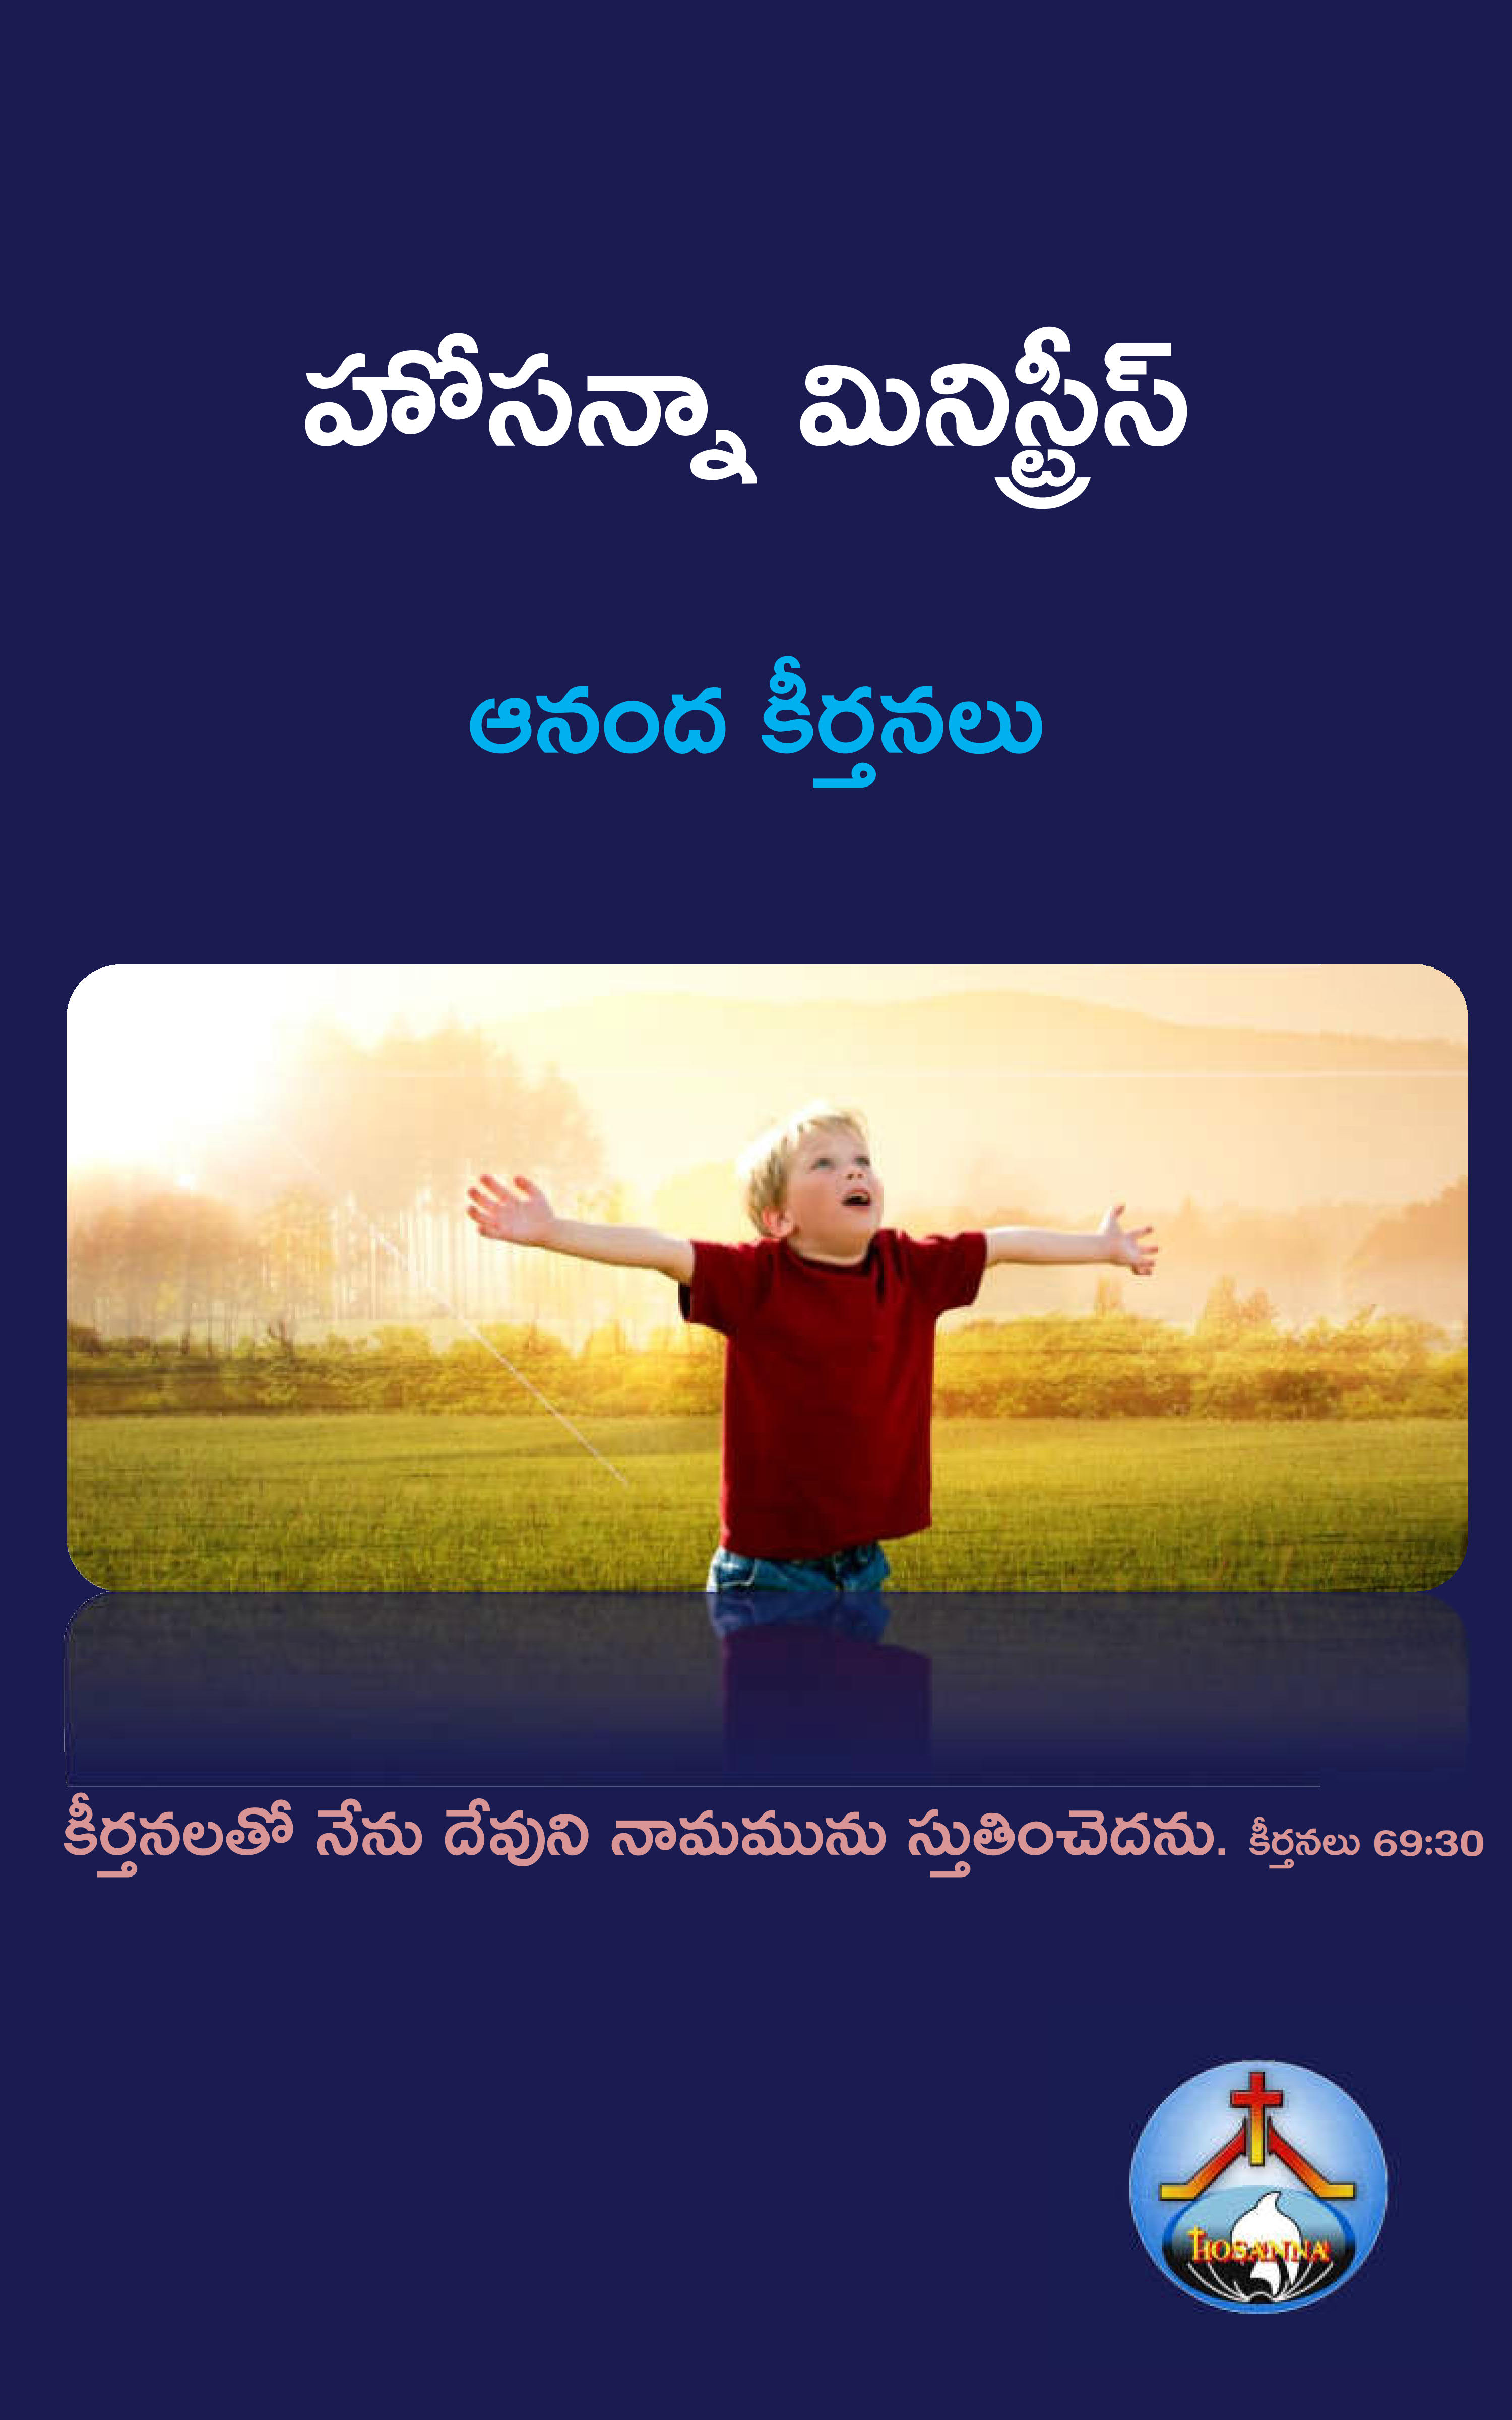 హోసన్నా మినిస్ట్రీస్
ఆనంద కీర్తనలు
కీర్తనలతో నేను దేవుని నామమును స్తుతించెదను. కీర్తనలు 69:30
HOSANNA